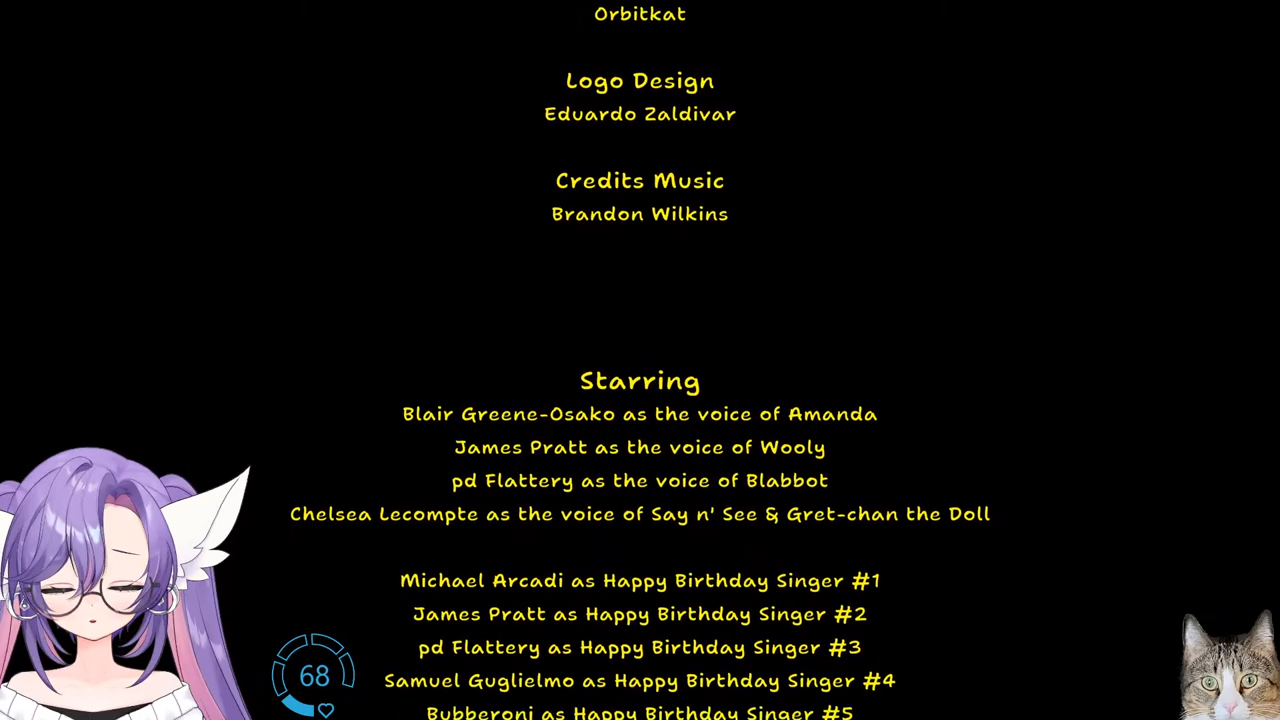 Orbitkat
Logo Design
Eduardo Zaldivar
Credits Music
Brandon Wilkins
Starring
Blair Greene-Osako as the voice of Amanda
James Pratt as the voice of Wooly
pd Flattery as the voice of Blabbot
Chelsea Lecompte as the voice of Say n' See & Gret-chan the Doll
Michael Arcadi as Happy Birthday Singer #1
James Pratt as Happy Birthday Singer #2
pd Flattery as Happy Birthday Singer #3
Samuel Guglielmo as Happy Birthday Singer #4
Bubberoni as Happy Birthday Singer #5
68